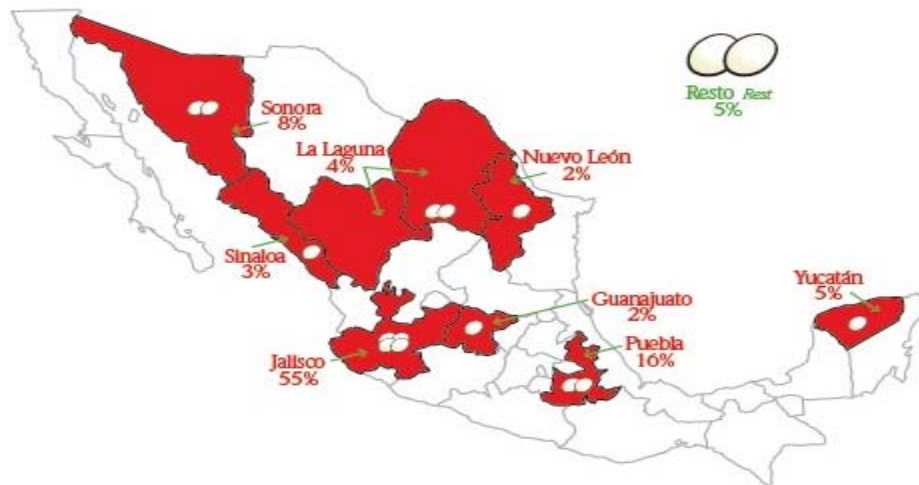 Resto Rest
5%
Sonora
8%
La Laguna
4%
Nuevo León
2%
Sinaloa
3%
Yucatán
5%
Guanajuato
2%
Puebla
16%
Jalisco
55%